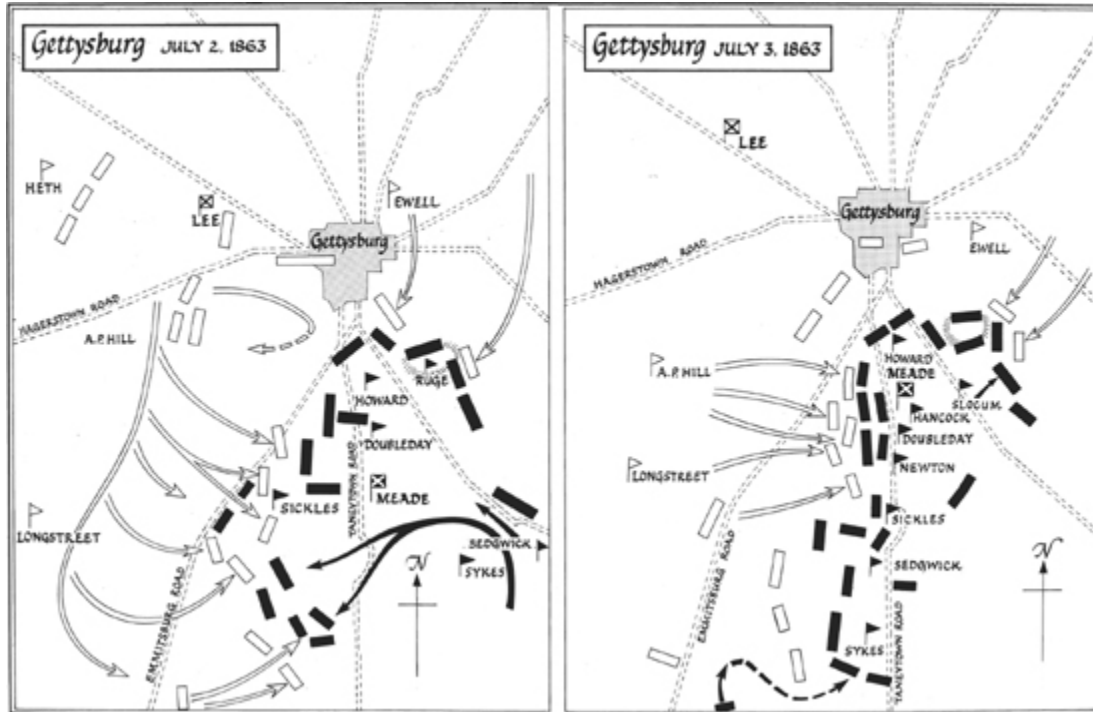 Gettysburg JULY 2, 1863
HETH
LEE
EWELL
Gettysburg
HAGERSTOWN ROAD
A.P. HILL
RUGE
HOWARD
DOUBLEDAY
TANEYTOWN ROAD
MEADE
SICKLES
LONGSTREET
SEDGWICK
SYKES
N
EMMITSBURG ROAD
Gettysburg JULY 3, 1863
LEE
Gettysburg
EWELL
HAGERSTOWN ROAD
A.P. HILL
HOWARD
MEADE
SLOCUM
HANCOCK
DOUBLEDAY
NEWTON
LONGSTREET
SICKLES
SEDGWICK
N
EMMITSBURG ROAD
SYKES
TANEYTOWN ROAD